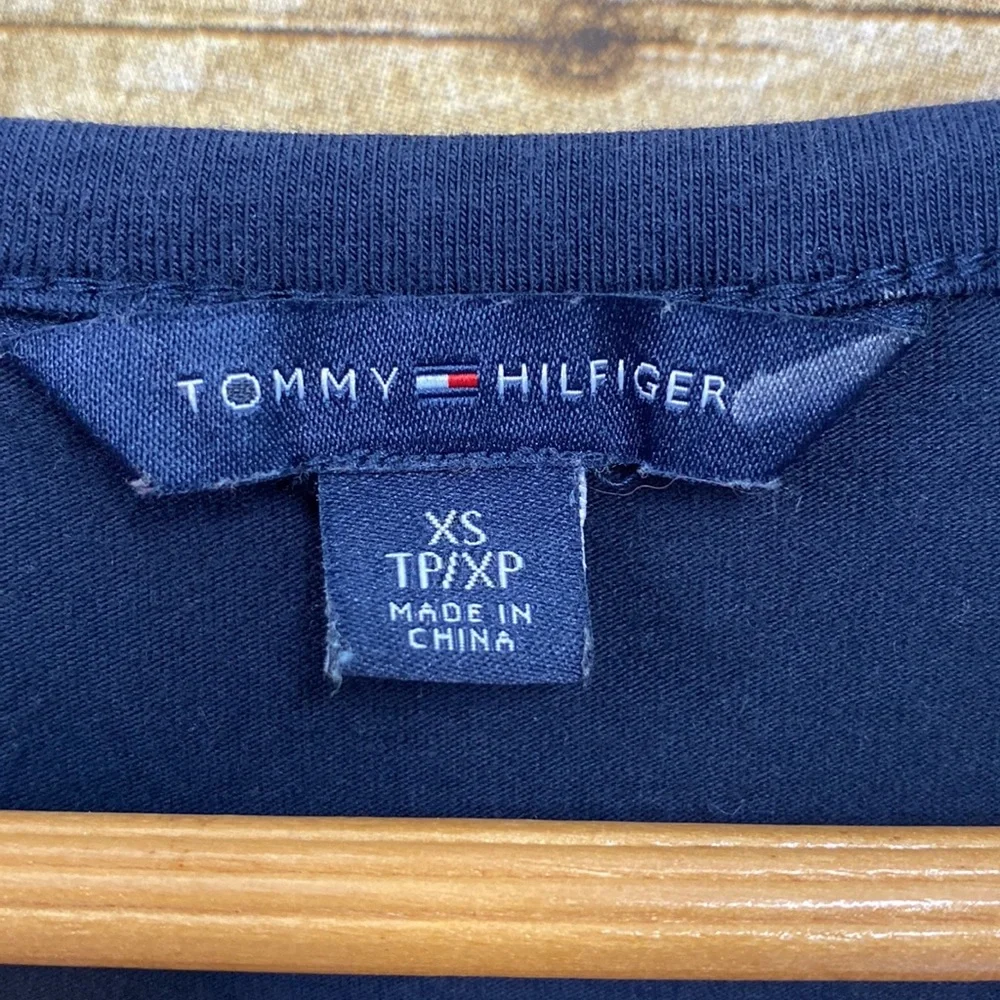 TOMMY HILFIGER
XS
TP/XP
MADE IN
CHINA